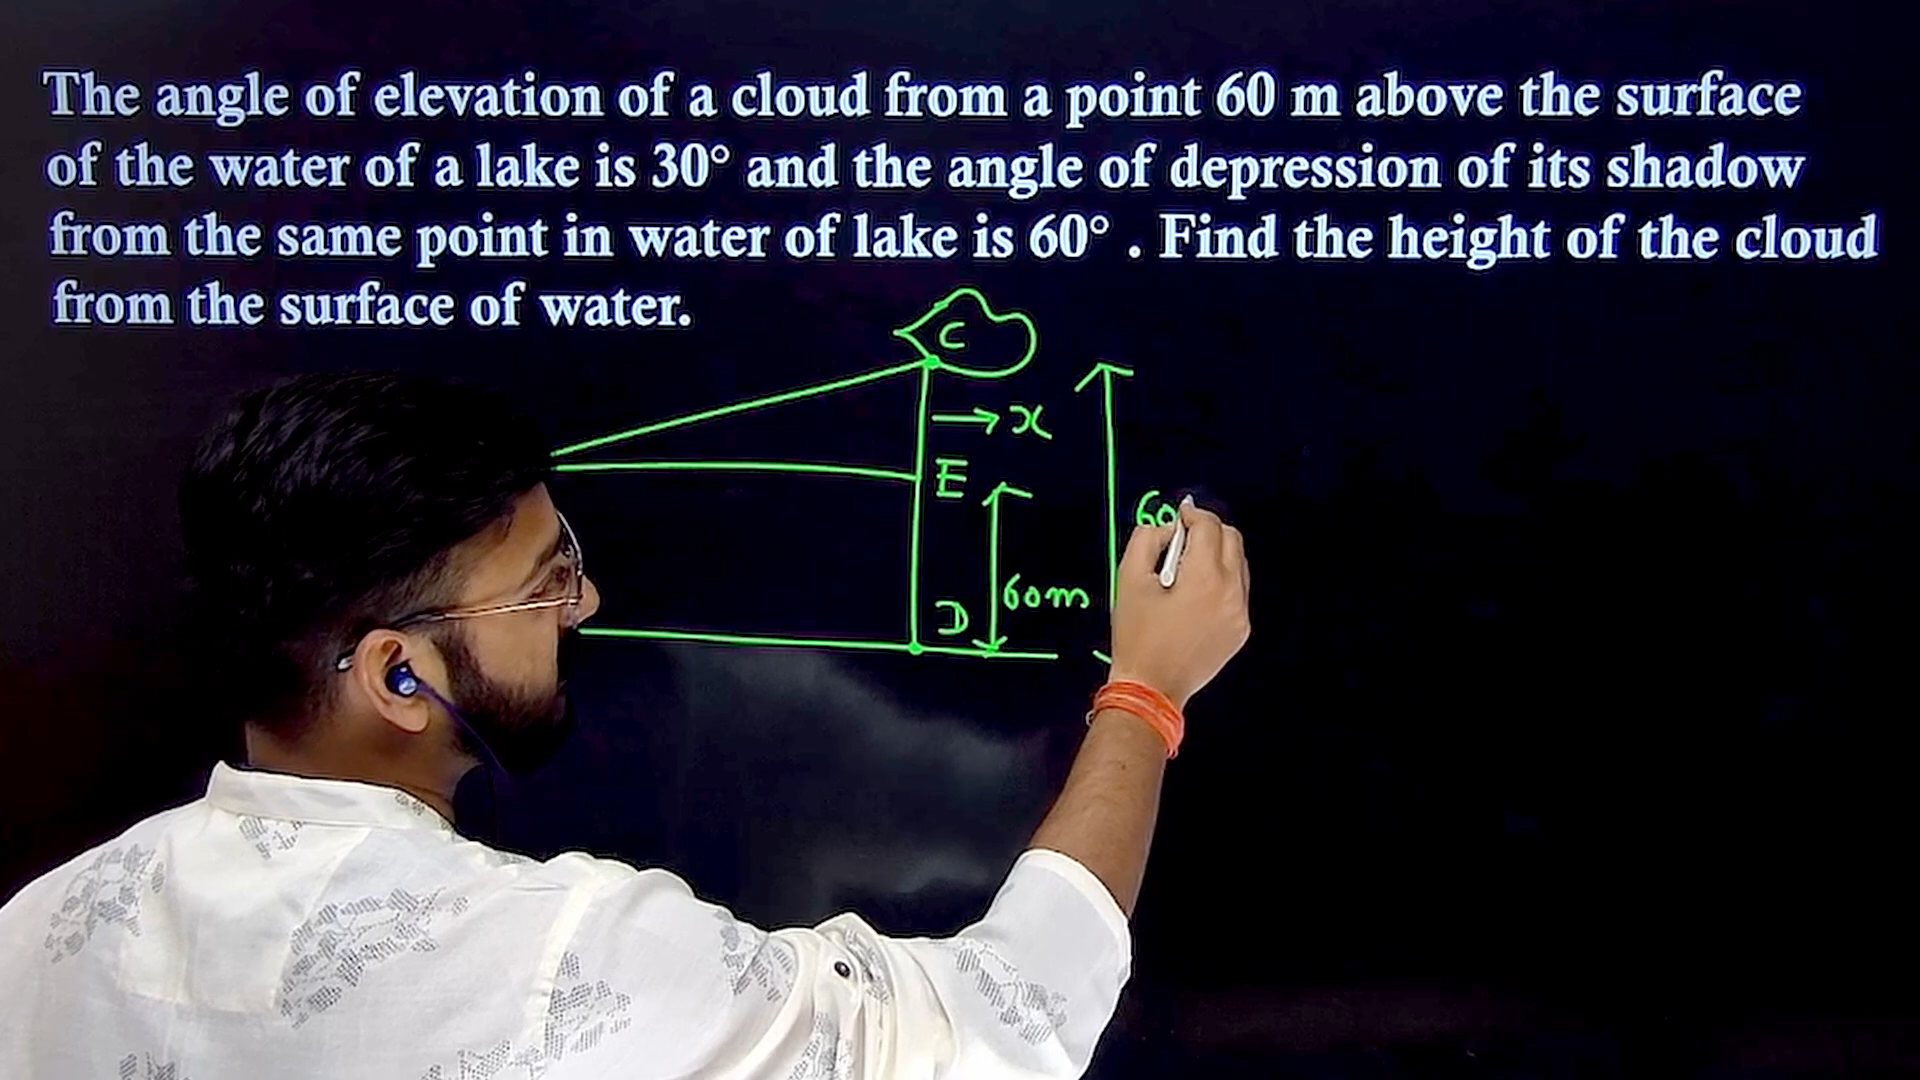 The angle of elevation of a cloud from a point 60 m above the surface
of the water of a lake is 30° and the angle of depression of its shadow
from the same point in water of lake is 60° . Find the height of the cloud
from the surface of water.
C
x
E
60
60m
D